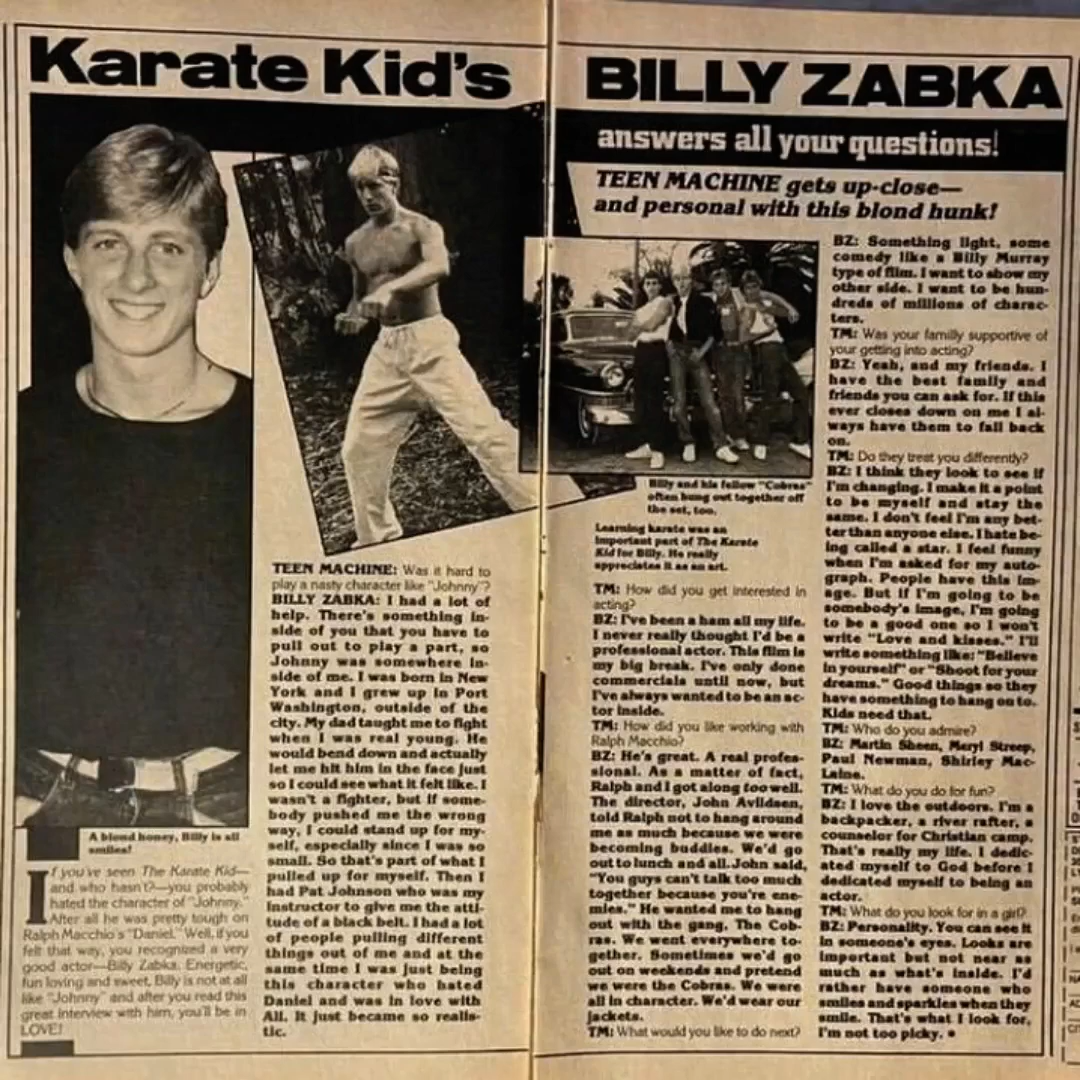 Karate Kid's BILLY ZABKA
answers all your questions!
TEEN MACHINE gets up-close—
and personal with this blond hunk!
A blond honey, Billy is all
smiles!
If you've seen The Karate Kid—
and who hasn't?—you probably
hated the character of "Johnny."
After all he was pretty tough on
Ralph Macchio's "Daniel." Well, if you
felt that way, you recognized a very
good actor—Billy Zabka. Energetic,
fun loving and sweet, Billy is not at all
like "Johnny" and after you read this
great interview with him, you'll be in
LOVE!
TEEN MACHINE: Was it hard to
play a nasty character like "Johnny"?
BILLY ZABKA: I had a lot of
help. There's something in-
side of you that you have to
pull out to play a part, so
Johnny was somewhere in-
side of me. I was born in New
York and I grew up in Port
Washington, outside of the
city. My dad taught me to fight
when I was real young. He
would bend down and actually
let me hit him in the face just
so I could see what it felt like. I
wasn't a fighter, but if some-
body pushed me the wrong
way, I could stand up for my-
self, especially since I was so
small. So that's part of what I
pulled up for myself. Then I
had Pat Johnson who was my
instructor to give me the atti-
tude of a black belt. I had a lot
of people pulling different
things out of me and at the
same time I was just being
this character who hated
Daniel and was in love with
Ali. It just became so realis-
tic.
Billy and his fellow "Cobras"
often hung out together off
the set, too.
Learning karate was an
important part of The Karate
Kid for Billy. He really
appreciates it as an art.
TM: How did you get interested in
acting?
BZ: I've been a ham all my life.
I never really thought I'd be a
professional actor. This film is
my big break. I've only done
commercials until now, but
I've always wanted to be an ac-
tor inside.
TM: How did you like working with
Ralph Macchio?
BZ: He's great. A real profes-
sional. As a matter of fact,
Ralph and I got along too well.
The director, John Avildsen,
told Ralph not to hang around
me as much because we were
becoming buddies. We'd go
out to lunch and all. John said,
"You guys can't talk too much
together because you're ene-
mies." He wanted me to hang
out with the gang. The Cob-
ras. We went everywhere to-
gether. Sometimes we'd go
out on weekends and pretend
we were the Cobras. We were
all in character. We'd wear our
jackets.
TM: What would you like to do next?
BZ: Something light, some
comedy like a Billy Murray
type of film. I want to show my
other side. I want to be hun-
dreds of millions of charac-
ters.
TM: Was your familly supportive of
your getting into acting?
BZ: Yeah, and my friends. I
have the best family and
friends you can ask for. If this
ever closes down on me I al-
ways have them to fall back
on.
TM: Do they treat you differently?
BZ: I think they look to see if
I'm changing. I make it a point
to be myself and stay the
same. I don't feel I'm any bet-
ter than anyone else. I hate be-
ing called a star. I feel funny
when I'm asked for my auto-
graph. People have this im-
age. But if I'm going to be
somebody's image, I'm going
to be a good one so I won't
write "Love and kisses." I'll
write something like: "Believe
in yourself" or "Shoot for your
dreams." Good things so they
have something to hang on to.
Kids need that.
TM: Who do you admire?
BZ: Martin Sheen, Meryl Streep,
Paul Newman, Shirley Mac-
Laine.
TM: What do you do for fun?
BZ: I love the outdoors. I'm a
backpacker, a river rafter, a
counselor for Christian camp.
That's really my life. I dedic-
ated myself to God before I
dedicated myself to being an
actor.
TM: What do you look for in a girl?
BZ: Personality. You can see it
in someone's eyes. Looks are
important but not near as
much as what's inside. I'd
rather have someone who
smiles and sparkles when they
smile. That's what I look for,
I'm not too picky.